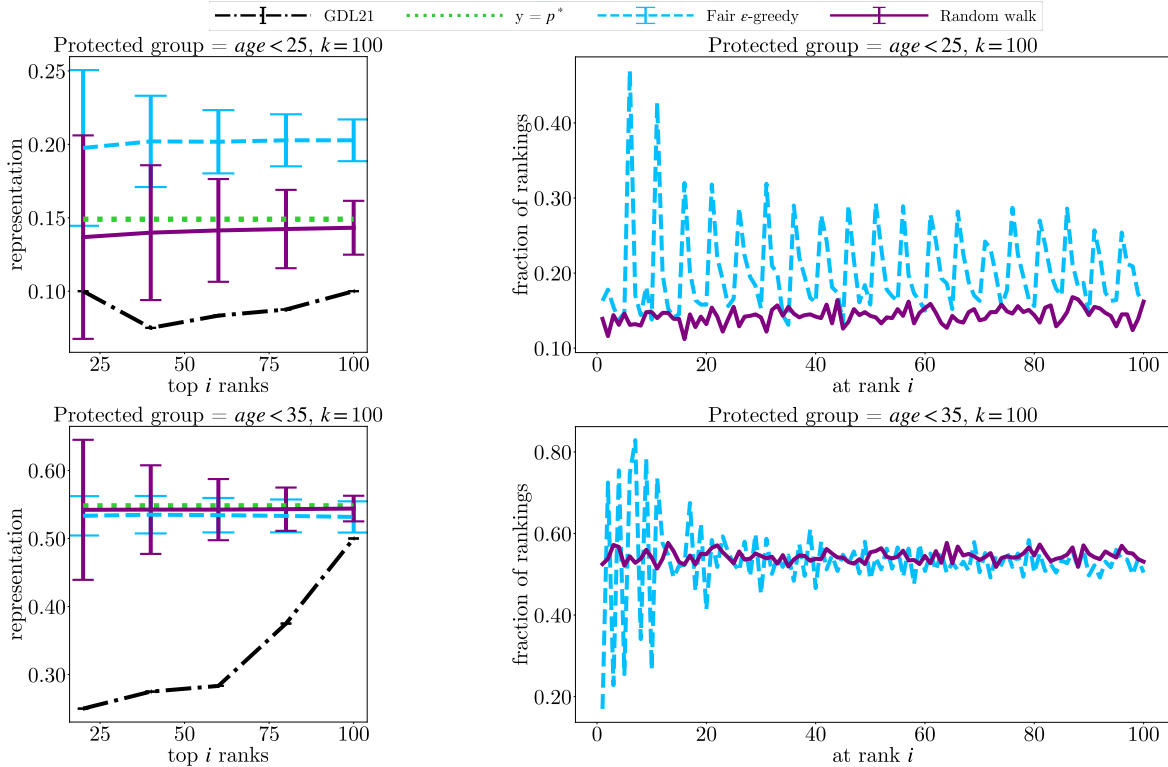 GDL21 y = p* Fair ε-greedy Random walk
Protected group = age < 25, k = 100
0.25
0.20
0.15
0.10
representation
25 50 75 100
top i ranks
Protected group = age < 25, k = 100
0.40
0.30
0.20
0.10
fraction of rankings
0 20 40 60 80 100
at rank i
Protected group = age < 35, k = 100
0.60
0.50
0.40
0.30
representation
25 50 75 100
top i ranks
Protected group = age < 35, k = 100
0.80
0.60
0.40
0.20
fraction of rankings
0 20 40 60 80 100
at rank i